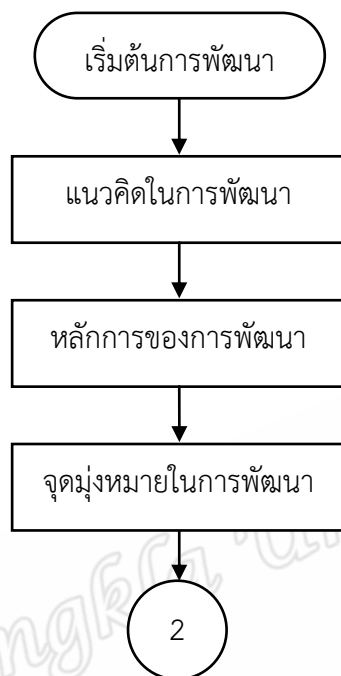 เริ่มต้นการพัฒนา
แนวคิดในการพัฒนา
หลักการของการพัฒนา
จุดมุ่งหมายในการพัฒนา
2